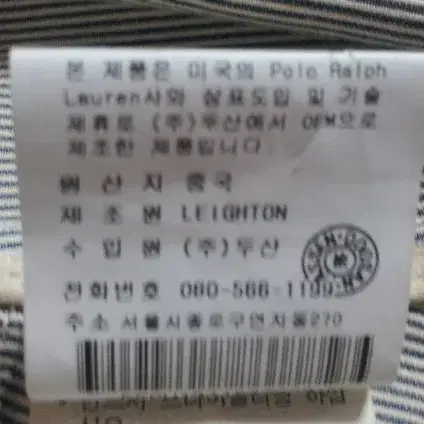 본 제품은 미국의 Polo Ralph
Lauren사와 상표도입 및 기술
제휴로 (주)두산에서 OEM으로
제조한 제품입니다
원 산 지 중국
제 조 원 LEIGHTON
수 입 원 (주)두산
전화번호 080-566-1199
주소 서울시종로구연지동270